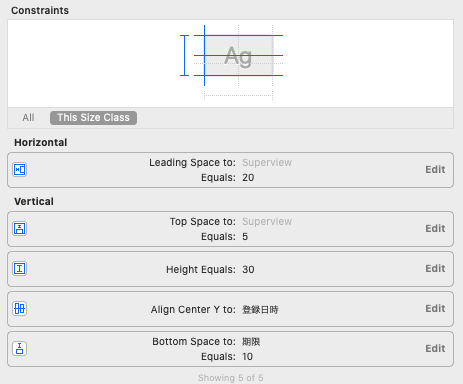 Constraints
Ag
All This Size Class
Horizontal
Leading Space to: Superview
Equals: 20
Edit
Vertical
Top Space to: Superview
Equals: 5
Edit
Height Equals: 30
Edit
Align Center Y to: 登録日時
Edit
Bottom Space to: 期限
Equals: 10
Edit
Showing 5 of 5